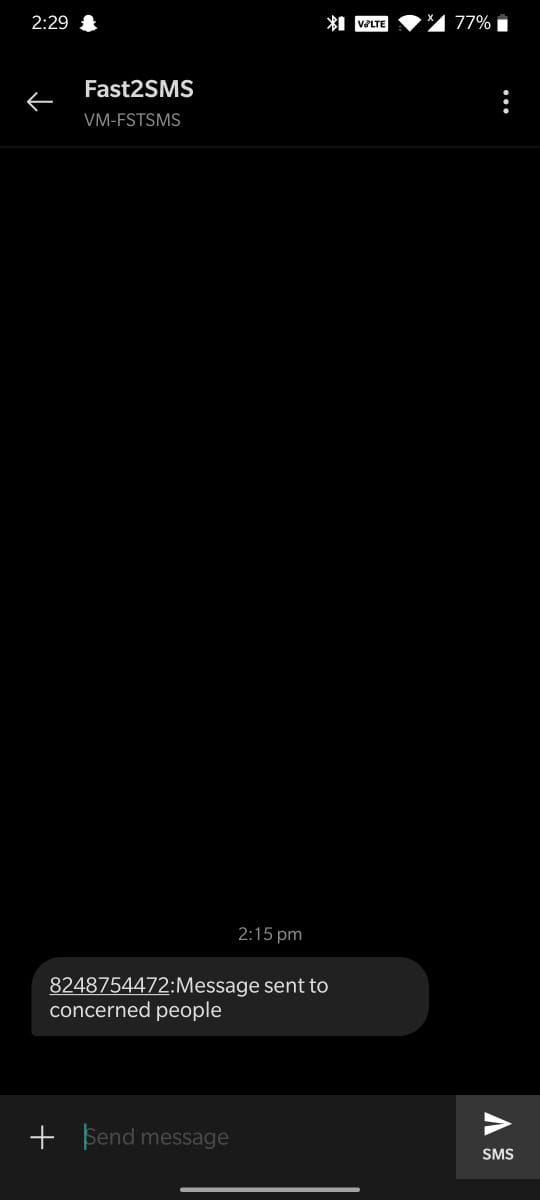 2:29
VoLTE
X
77%
Fast2SMS
VM-FSTSMS
2:15 pm
8248754472:Message sent to
concerned people
Send message
SMS